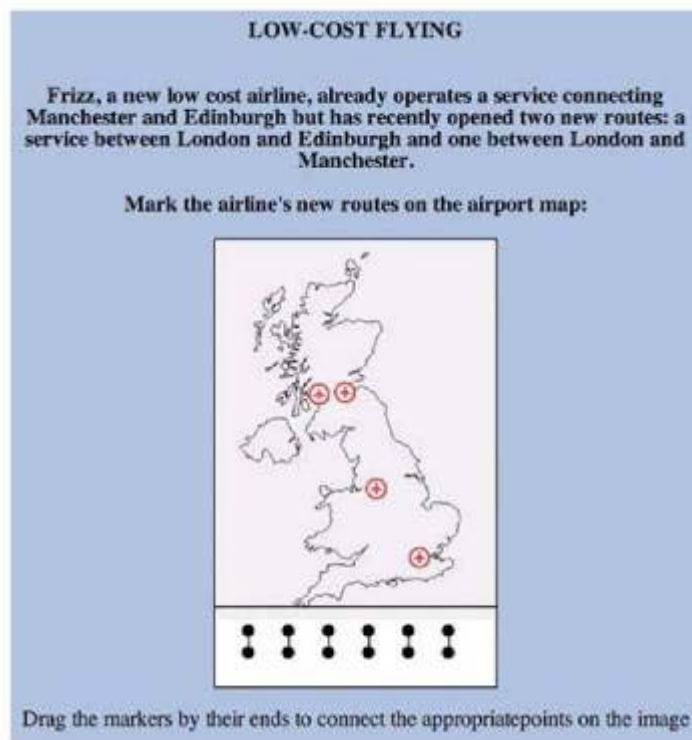 LOW-COST FLYING
Frizz, a new low cost airline, already operates a service connecting
Manchester and Edinburgh but has recently opened two new routes: a
service between London and Edinburgh and one between London and
Manchester.
Mark the airline's new routes on the airport map:
Drag the markers by their ends to connect the appropriatepoints on the image